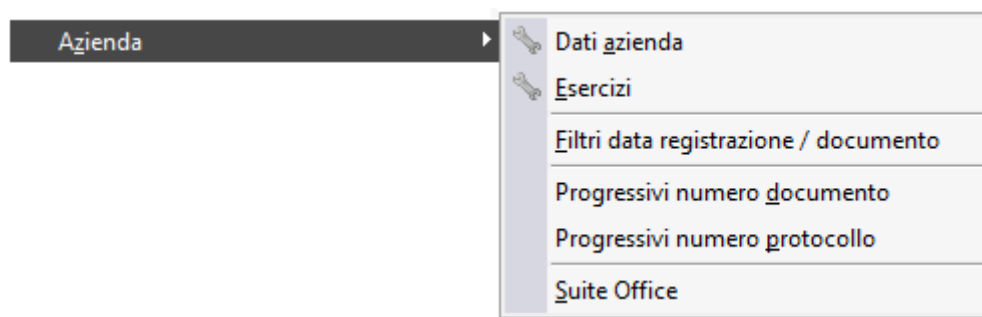 Azienda
Dati azienda
Esercizi
Filtri data registrazione / documento
Progressivi numero documento
Progressivi numero protocollo
Suite Office